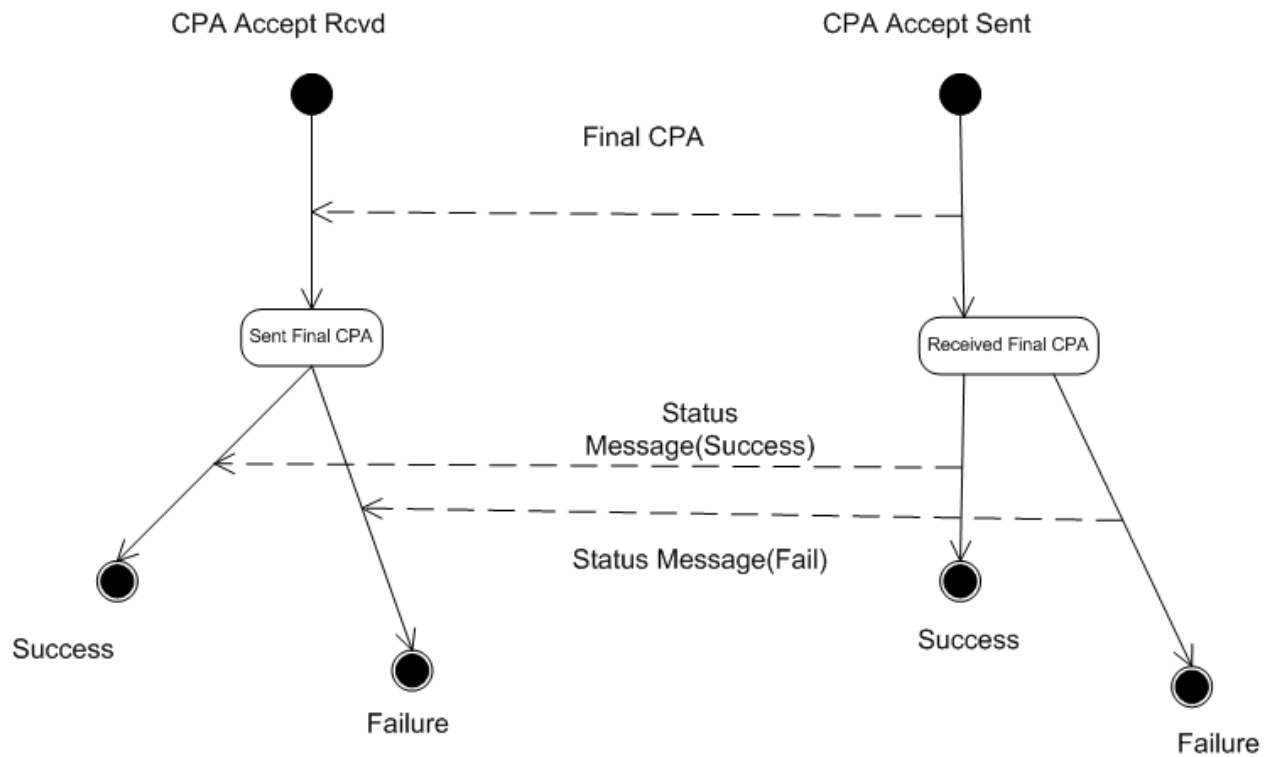 CPA Accept Rcvd
CPA Accept Sent
Final CPA
Sent Final CPA
Received Final CPA
Status
Message(Success)
Status Message(Fail)
Success
Success
Failure
Failure